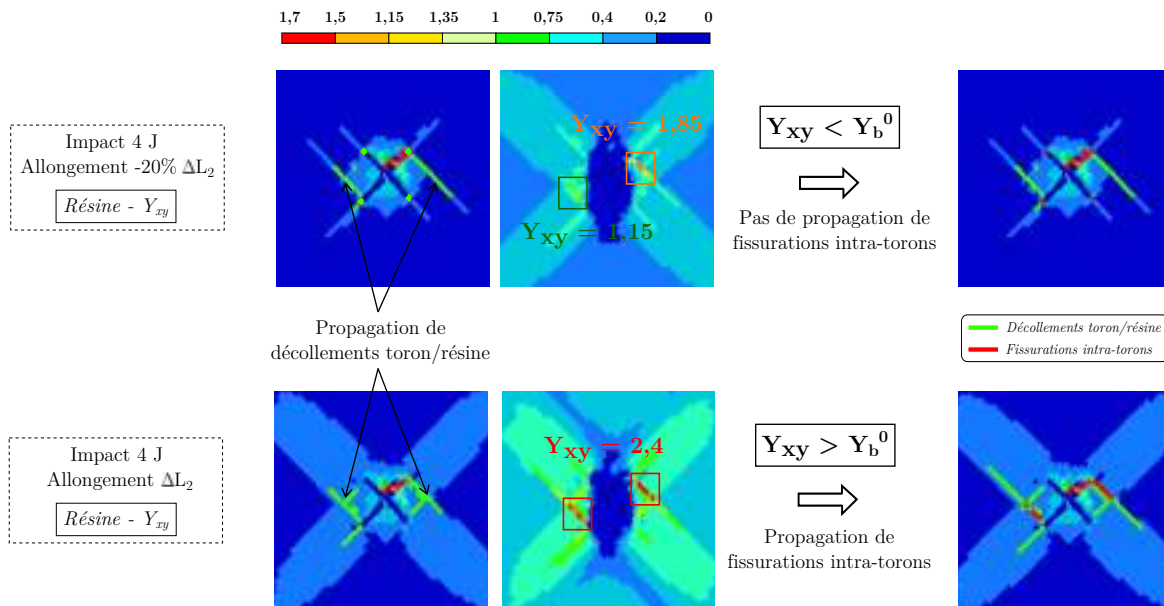 1,7 1,5 1,15 1,35 1 0,75 0,4 0,2 0
Impact 4 J
Allongement -20% ΔL₂
Résine - Yxy
Yxy = 1,85
Yxy = 1,15
Yxy < Yb⁰
Pas de propagation de
fissurations intra-torons
Propagation de
décollements toron/résine
Décollements toron/résine
Fissurations intra-torons
Impact 4 J
Allongement ΔL₂
Résine - Yxy
Yxy = 2,4
Yxy > Yb⁰
Propagation de
fissurations intra-torons